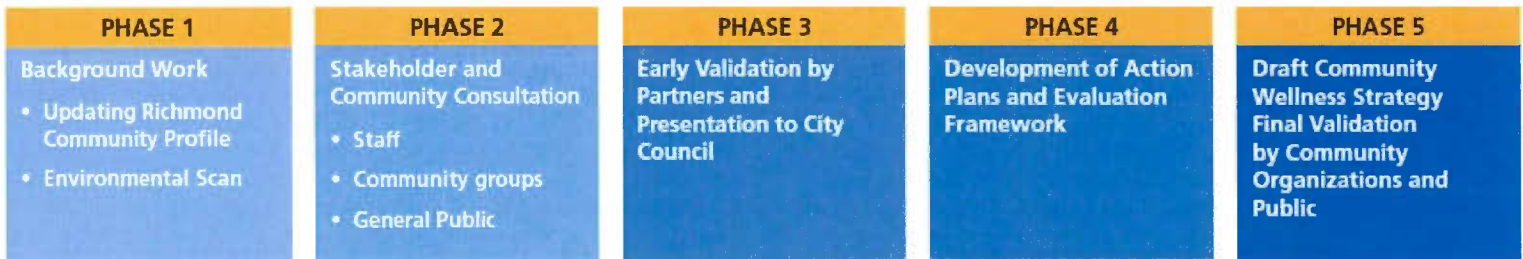 PHASE 1
Background Work
• Updating Richmond
Community Profile
• Environmental Scan
PHASE 2
Stakeholder and
Community Consultation
• Staff
• Community groups
• General Public
PHASE 3
Early Validation by
Partners and
Presentation to City
Council
PHASE 4
Development of Action
Plans and Evaluation
Framework
PHASE 5
Draft Community
Wellness Strategy
Final Validation
by Community
Organizations and
Public